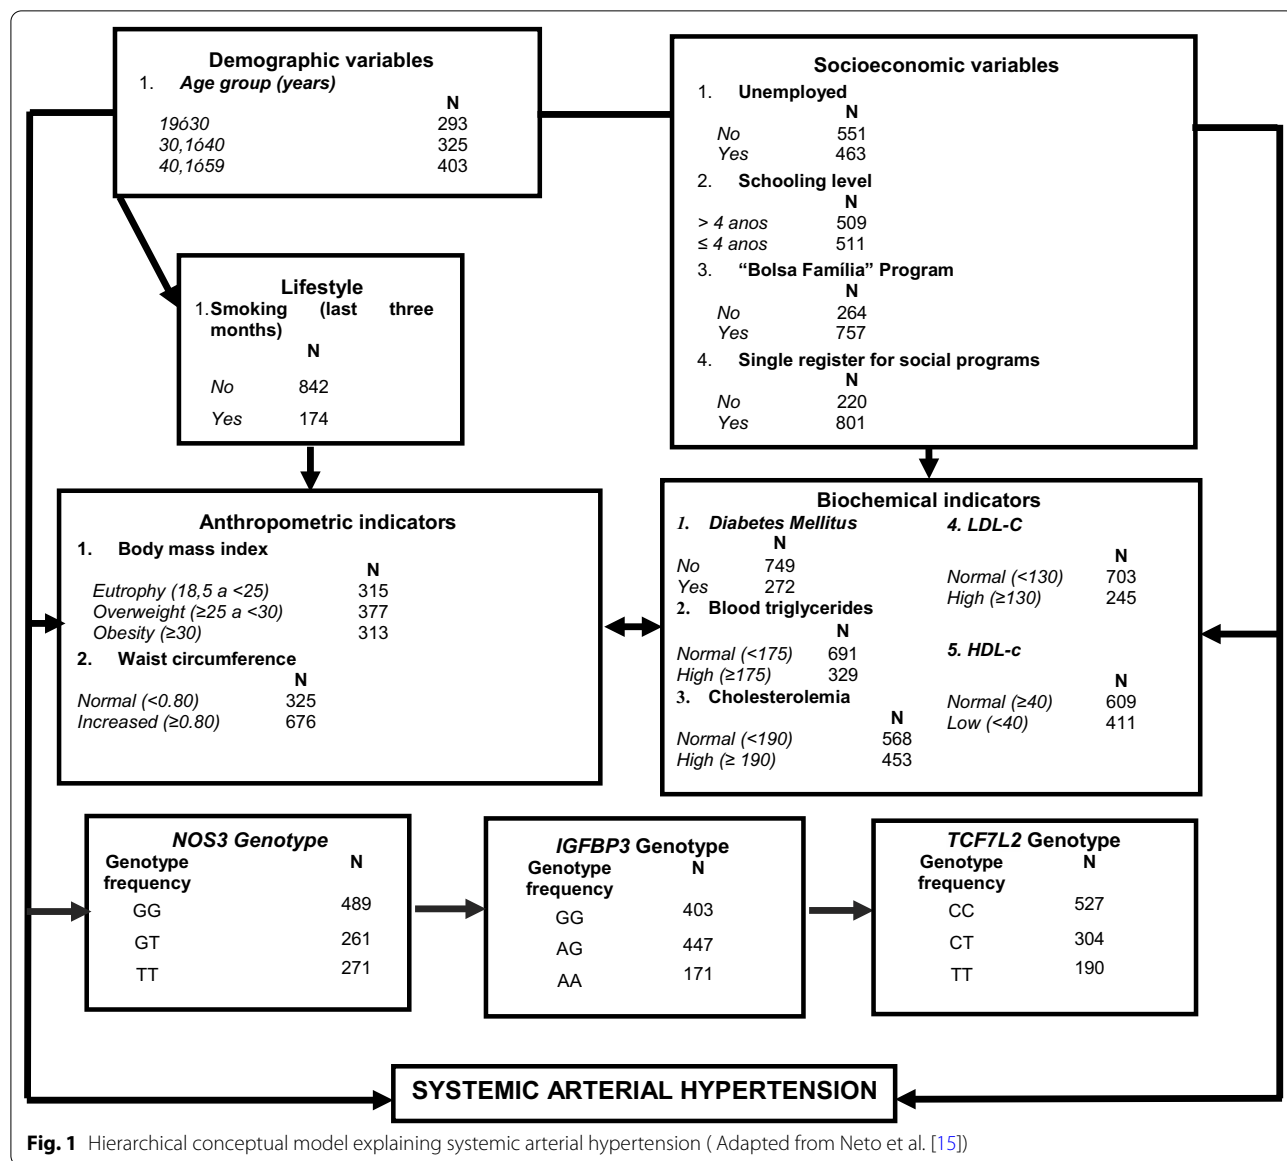 Demographic variables
1. Age group (years)
N
19ó30 293
30,1ó40 325
40,1ó59 403
Socioeconomic variables
1. Unemployed
N
No 551
Yes 463
2. Schooling level
N
> 4 anos 509
≤ 4 anos 511
3. “Bolsa Família” Program
N
No 264
Yes 757
4. Single register for social programs
N
No 220
Yes 801
Lifestyle
1. Smoking (last three
months)
N
No 842
Yes 174
Anthropometric indicators
1. Body mass index
N
Eutrophy (18,5 a <25) 315
Overweight (≥25 a <30) 377
Obesity (≥30) 313
2. Waist circumference
N
Normal (<0.80) 325
Increased (≥0.80) 676
Biochemical indicators
1. Diabetes Mellitus
N
No 749
Yes 272
2. Blood triglycerides
N
Normal (<175) 691
High (≥175) 329
3. Cholesterolemia
N
Normal (<190) 568
High (≥ 190) 453
4. LDL-C
N
Normal (<130) 703
High (≥130) 245
5. HDL-c
N
Normal (≥40) 609
Low (<40) 411
NOS3 Genotype
Genotype N
frequency
GG 489
GT 261
TT 271
IGFBP3 Genotype
Genotype N
frequency
GG 403
AG 447
AA 171
TCF7L2 Genotype
Genotype N
frequency
CC 527
CT 304
TT 190
SYSTEMIC ARTERIAL HYPERTENSION
Fig. 1 Hierarchical conceptual model explaining systemic arterial hypertension ( Adapted from Neto et al. [15])